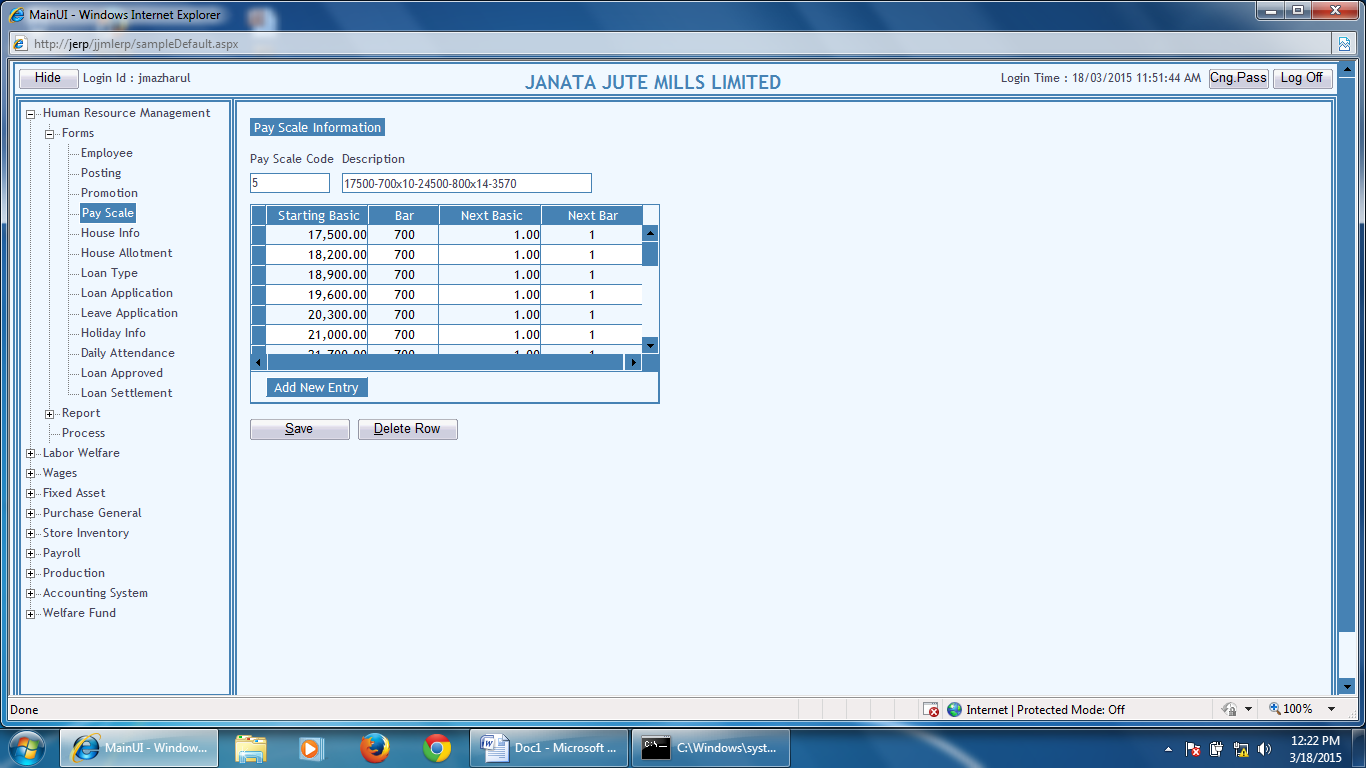 MainUI - Windows Internet Explorer
http://jerp/jjmlerp/sampleDefault.aspx
Hide Login Id : jmazharul JANATA JUTE MILLS LIMITED Login Time : 18/03/2015 11:51:44 AM Cng.Pass Log Off
Human Resource Management
Forms
Employee
Posting
Promotion
Pay Scale
House Info
House Allotment
Loan Type
Loan Application
Leave Application
Holiday Info
Daily Attendance
Loan Approved
Loan Settlement
Report
Process
Labor Welfare
Wages
Fixed Asset
Purchase General
Store Inventory
Payroll
Production
Accounting System
Welfare Fund
Pay Scale Information
Pay Scale Code Description
5 17500-700x10-24500-800x14-3570
Starting Basic Bar Next Basic Next Bar
17,500.00 700 1.00 1
18,200.00 700 1.00 1
18,900.00 700 1.00 1
19,600.00 700 1.00 1
20,300.00 700 1.00 1
21,000.00 700 1.00 1
21,700.00 700 1.00 1
Add New Entry
Save Delete Row
Done Internet | Protected Mode: Off 100%
MainUI - Window... Doc1 - Microsoft ... C:\Windows\syst... 12:22 PM
3/18/2015